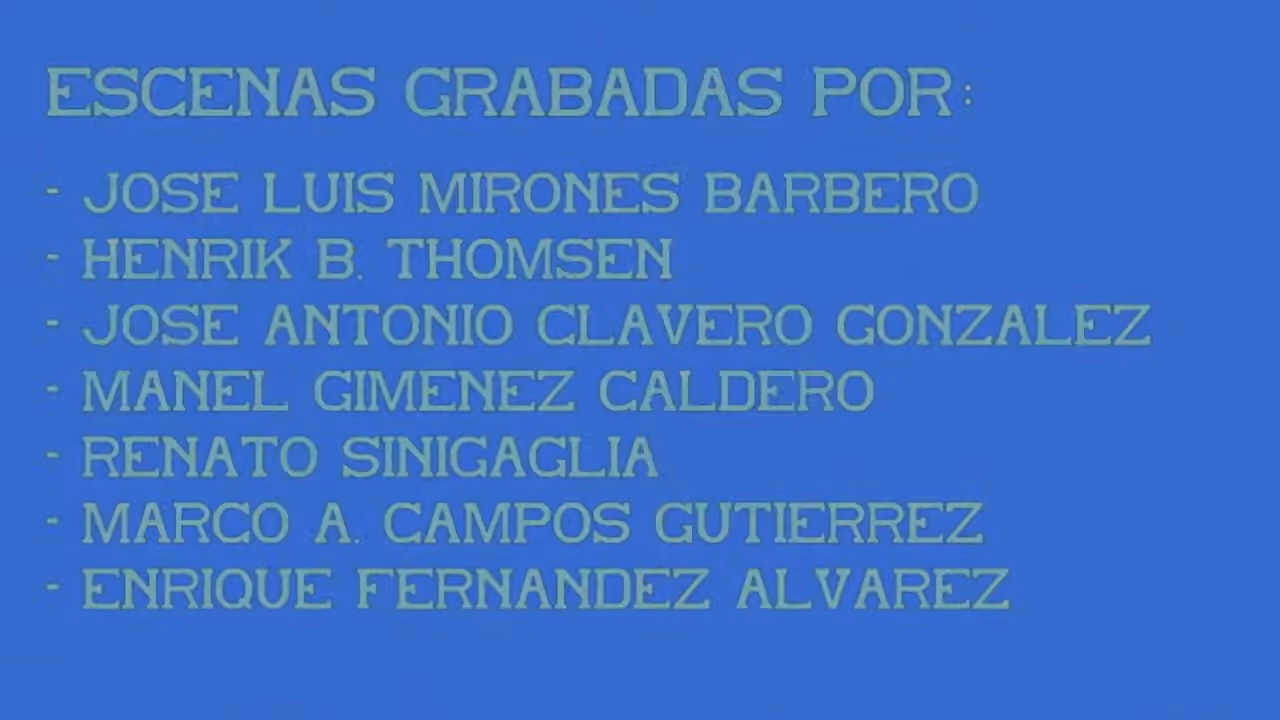 ESCENAS GRABADAS POR:
- JOSE LUIS MIRONES BARBERO
- HENRIK B. THOMSEN
- JOSE ANTONIO CLAVERO GONZALEZ
- MANEL GIMENEZ CALDERO
- RENATO SINIGAGLIA
- MARCO A. CAMPOS GUTIERREZ
- ENRIQUE FERNANDEZ ALVAREZ